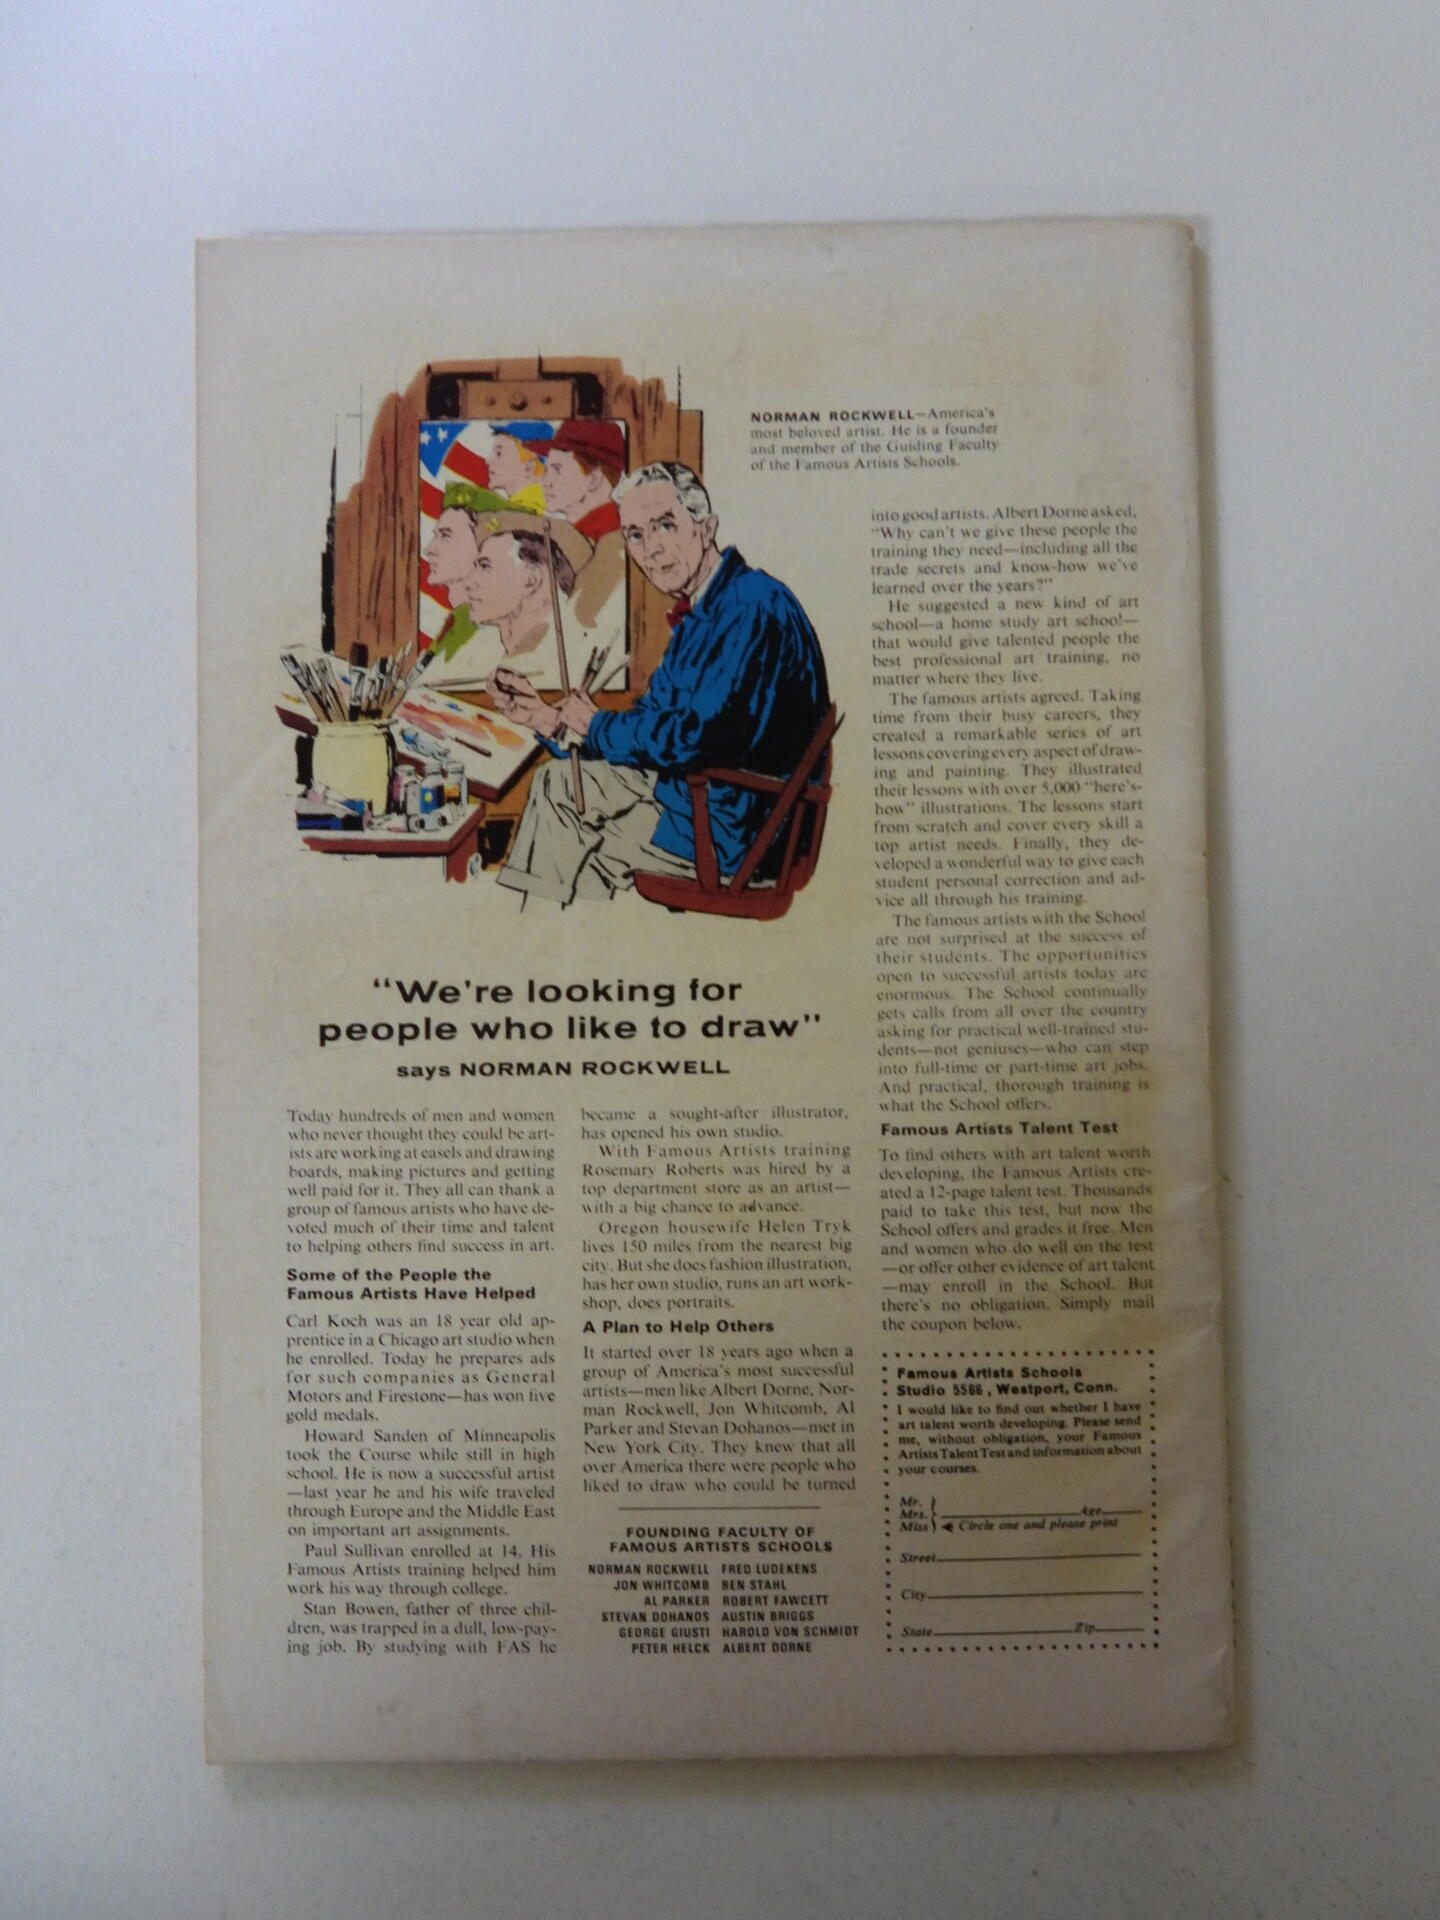 NORMAN ROCKWELL—America's
most beloved artist. He is a founder
and member of the Guiding Faculty
of the Famous Artists Schools.
"We're looking for
people who like to draw"
says NORMAN ROCKWELL
Today hundreds of men and women
who never thought they could be art-
ists are working at easels and drawing
boards, making pictures and getting
well paid for it. They all can thank a
group of famous artists who have de-
voted much of their time and talent
to helping others find success in art.
Some of the People the
Famous Artists Have Helped
Carl Koch was an 18 year old ap-
prentice in a Chicago art studio when
he enrolled. Today he prepares ads
for such companies as General
Motors and Firestone—has won five
gold medals.
Howard Sanden of Minneapolis
took the Course while still in high
school. He is now a successful artist
—last year he and his wife traveled
through Europe and the Middle East
on important art assignments.
Paul Sullivan enrolled at 14. His
Famous Artists training helped him
work his way through college.
Stan Bowen, father of three chil-
dren, was trapped in a dull, low-pay-
ing job. By studying with FAS he
became a sought-after illustrator,
has opened his own studio.
With Famous Artists training
Rosemary Roberts was hired by a
top department store as an artist—
with a big chance to advance.
Oregon housewife Helen Tryk
lives 150 miles from the nearest big
city. But she does fashion illustration,
has her own studio, runs an art work-
shop, does portraits.
A Plan to Help Others
It started over 18 years ago when a
group of America's most successful
artists—men like Albert Dorne, Nor-
man Rockwell, Jon Whitcomb, Al
Parker and Stevan Dohanos—met in
New York City. They knew that all
over America there were people who
liked to draw who could be turned
FOUNDING FACULTY OF
FAMOUS ARTISTS SCHOOLS
NORMAN ROCKWELL FRED LUDEKENS
JON WHITCOMB BEN STAHL
AL PARKER ROBERT FAWCETT
STEVAN DOHANOS AUSTIN BRIGGS
GEORGE GIUSTI HAROLD VON SCHMIDT
PETER HELCK ALBERT DORNE
into good artists. Albert Dorne asked,
"Why can't we give these people the
training they need—including all the
trade secrets and know-how we've
learned over the years?"
He suggested a new kind of art
school—a home study art school—
that would give talented people the
best professional art training, no
matter where they live.
The famous artists agreed. Taking
time from their busy careers, they
created a remarkable series of art
lessons covering every aspect of draw-
ing and painting. They illustrated
their lessons with over 5,000 "here's-
how" illustrations. The lessons start
from scratch and cover every skill a
top artist needs. Finally, they de-
veloped a wonderful way to give each
student personal correction and ad-
vice all through his training.
The famous artists with the School
are not surprised at the success of
their students. The opportunities
open to successful artists today are
enormous. The School continually
gets calls from all over the country
asking for practical well-trained stu-
dents—not geniuses—who can step
into full-time or part-time art jobs.
And practical, thorough training is
what the School offers.
Famous Artists Talent Test
To find others with art talent worth
developing, the Famous Artists cre-
ated a 12-page talent test. Thousands
paid to take this test, but now the
School offers and grades it free. Men
and women who do well on the test
—or offer other evidence of art talent
—may enroll in the School. But
there's no obligation. Simply mail
the coupon below.
Famous Artists Schools
Studio 5566, Westport, Conn.
I would like to find out whether I have
art talent worth developing. Please send
me, without obligation, your Famous
Artists Talent Test and information about
your courses.
Mr.
Mrs. Age
Miss Circle one and please print
Street
City
State Zip